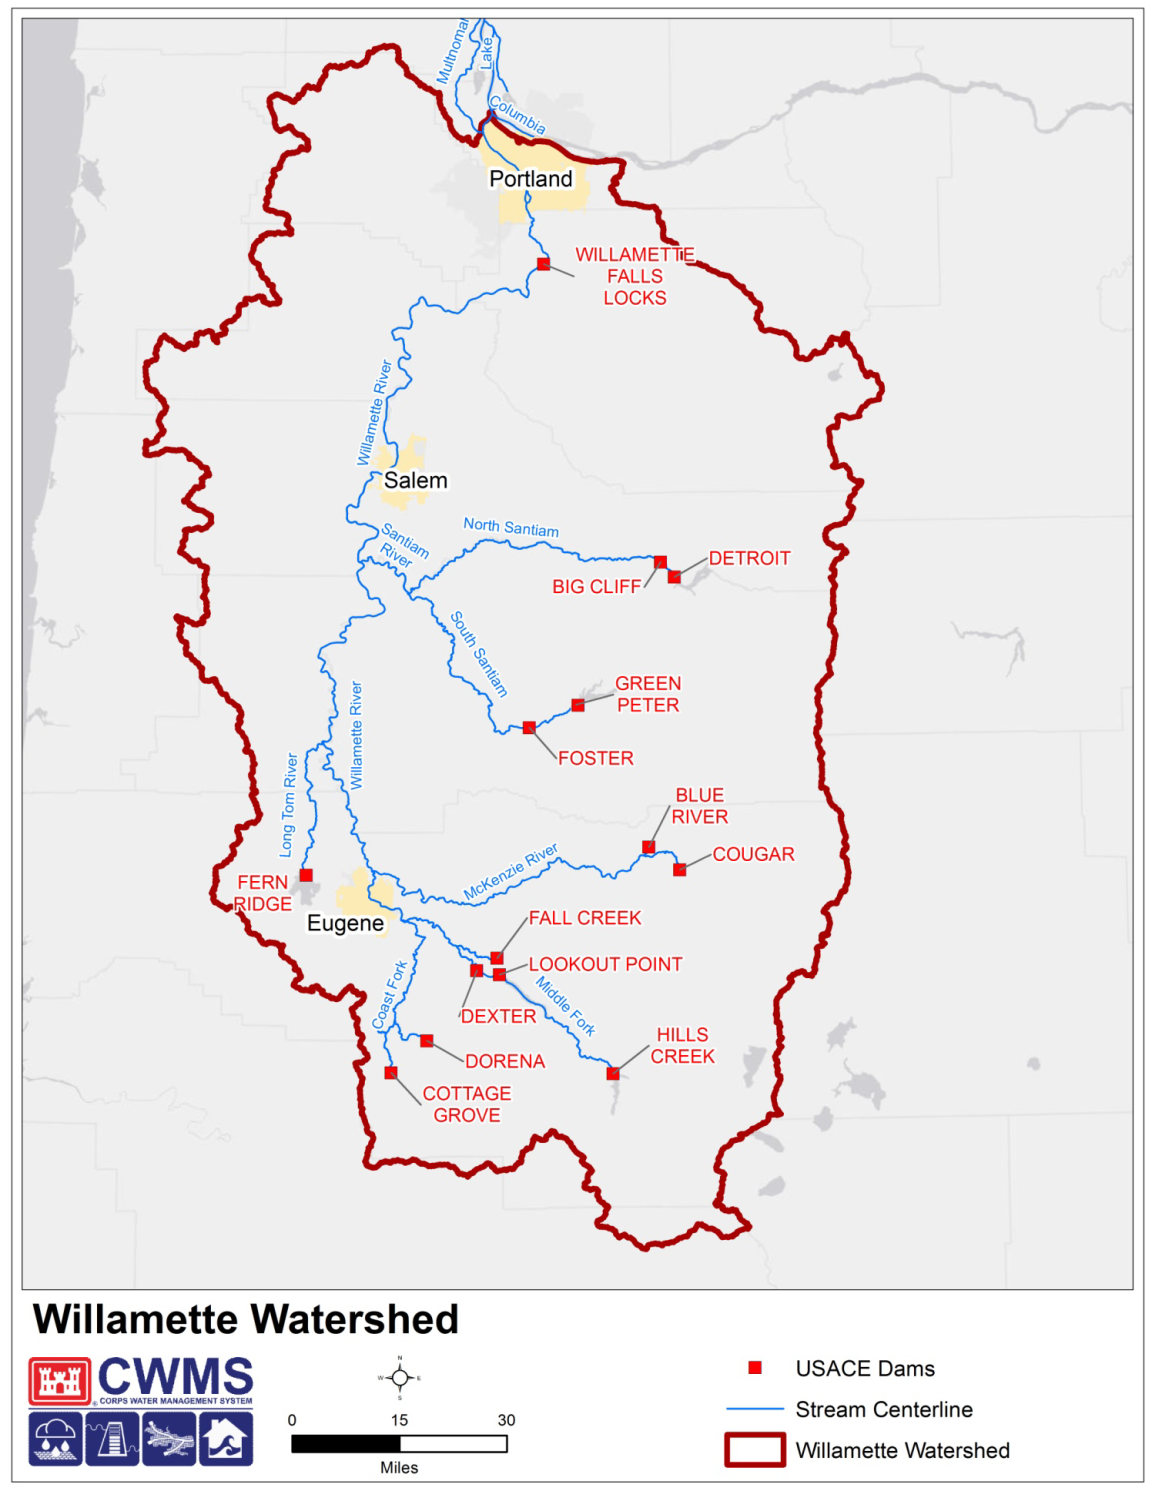 Multnomah
Lake
Columbia
Portland
WILLAMETTE
FALLS
LOCKS
Willamette River
Salem
Santiam
River
North Santiam
DETROIT
BIG CLIFF
South Santiam
GREEN
PETER
FOSTER
Willamette River
Long Tom River
BLUE
RIVER
COUGAR
McKenzie River
FERN
RIDGE
Eugene
FALL CREEK
LOOKOUT POINT
Middle Fork
DEXTER
Coast Fork
HILLS
CREEK
DORENA
COTTAGE
GROVE
Willamette Watershed
CWMS
CORPS WATER MANAGEMENT SYSTEM
N
W E
S
0 15 30
Miles
USACE Dams
Stream Centerline
Willamette Watershed